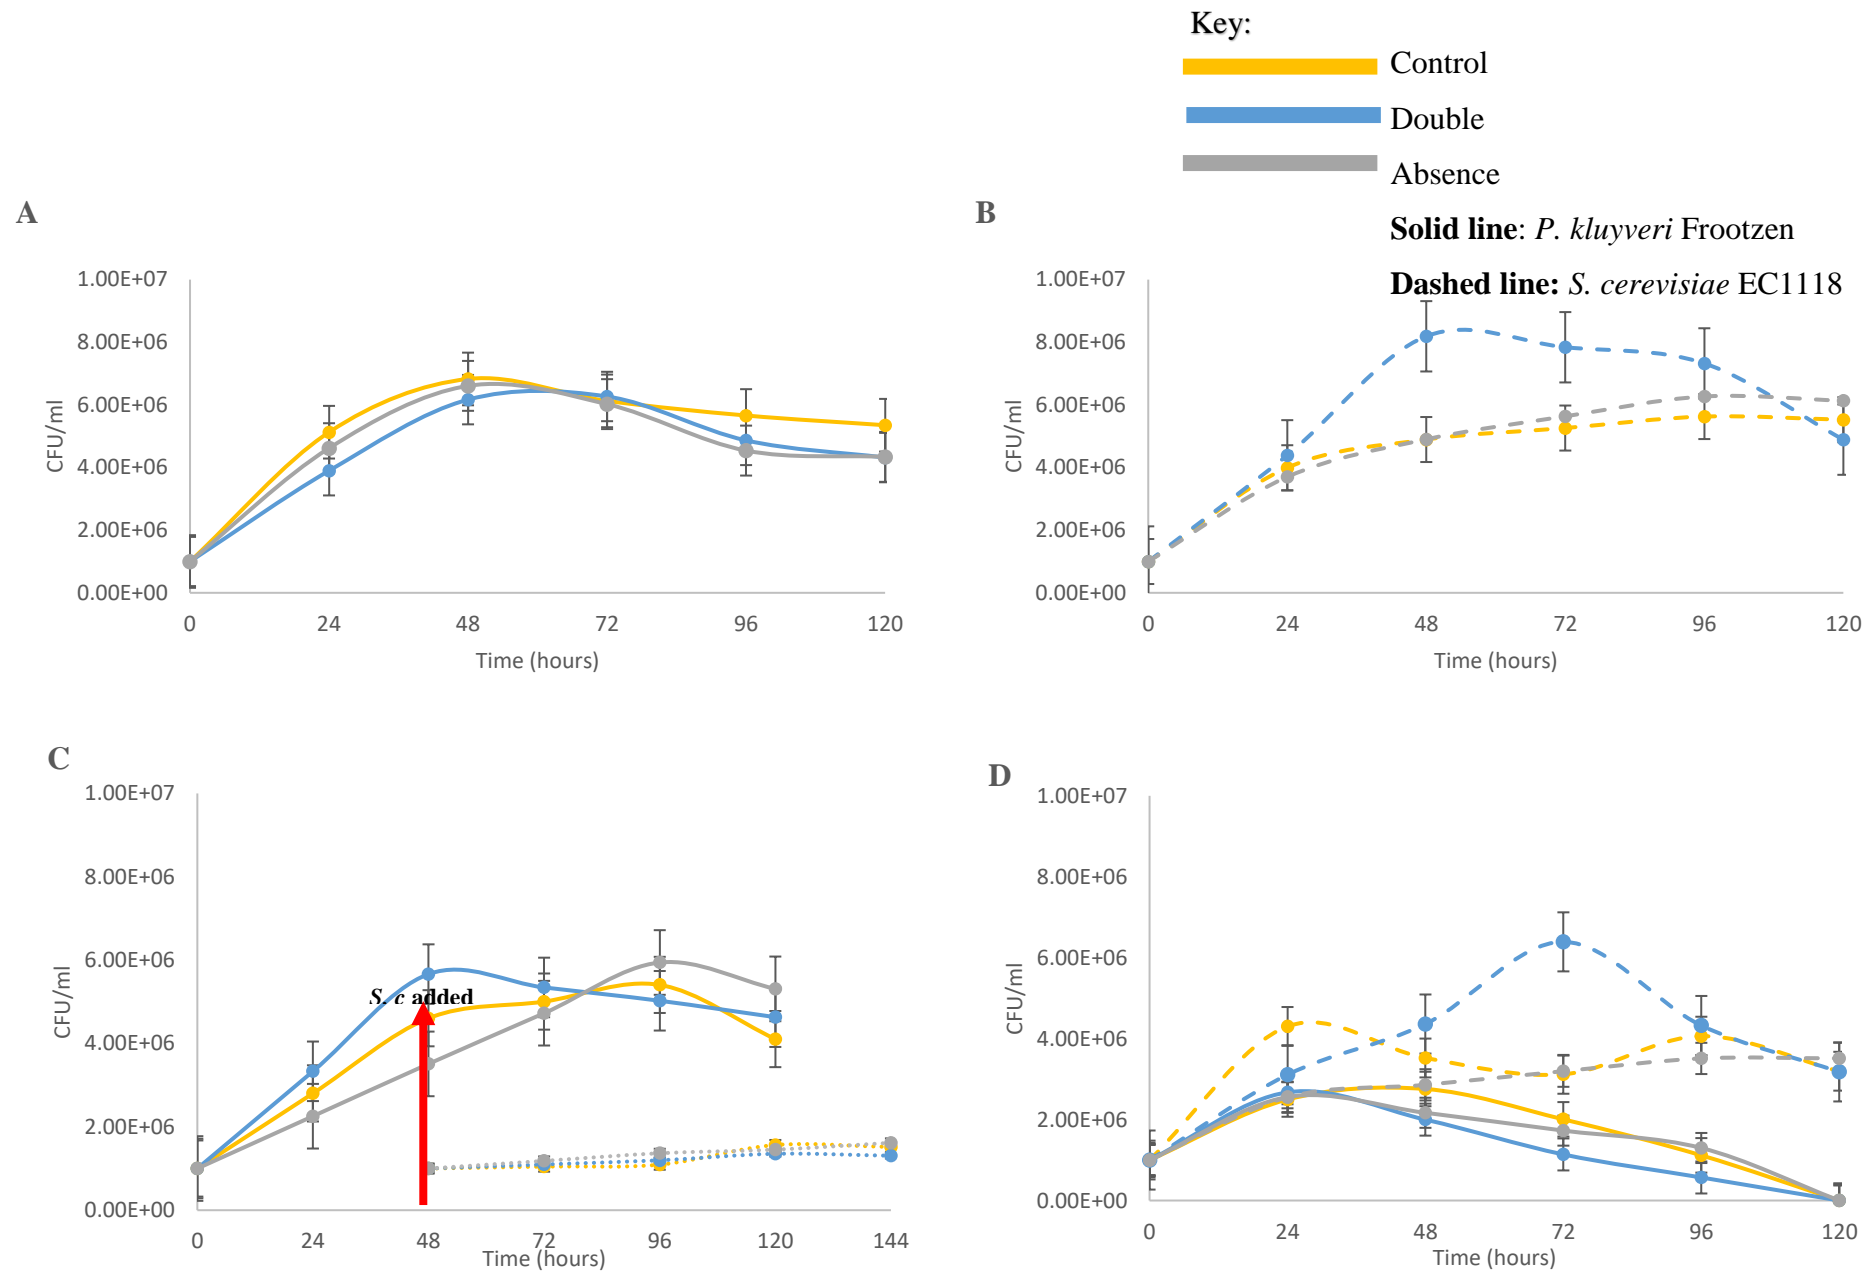 Key:
Control
Double
Absence
Solid line: P. kluyveri Frootzen
Dashed line: S. cerevisiae EC1118
A
1.00E+07
8.00E+06
6.00E+06
4.00E+06
2.00E+06
0.00E+00
CFU/ml
0 24 48 72 96 120
Time (hours)
B
1.00E+07
8.00E+06
6.00E+06
4.00E+06
2.00E+06
0.00E+00
CFU/ml
0 24 48 72 96 120
Time (hours)
C
1.00E+07
8.00E+06
6.00E+06
4.00E+06
2.00E+06
0.00E+00
CFU/ml
S. c added
0 24 48 72 96 120 144
Time (hours)
D
1.00E+07
8.00E+06
6.00E+06
4.00E+06
2.00E+06
0.00E+00
CFU/ml
0 24 48 72 96 120
Time (hours)